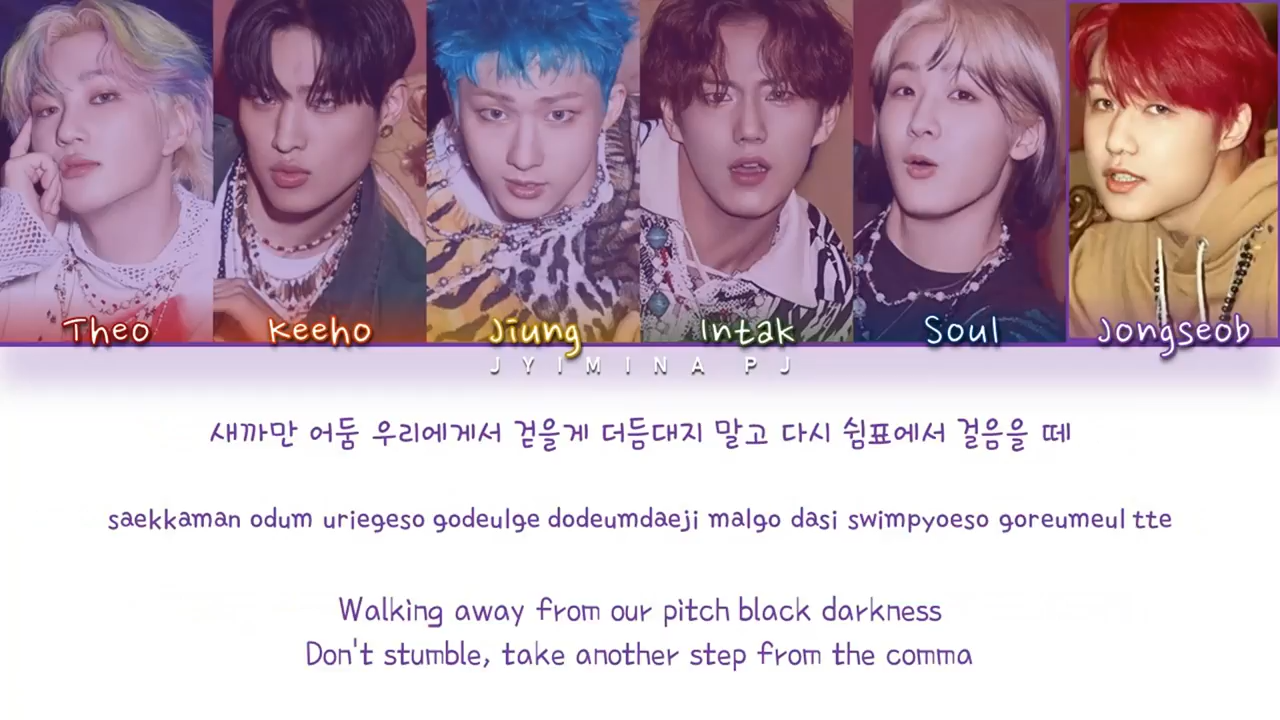 Theo Keeho Jiung Intak Soul Jongseob
JYIMINA PJ
새까만 어둠 우리에게서 걷을게 더듬대지 말고 다시 쉼표에서 걸음을 떼
saekkaman odum uriegeso godeulge dodeumdaeji malgo dasi swimpyoeso goreumeul tte
Walking away from our pitch black darkness
Don't stumble, take another step from the comma